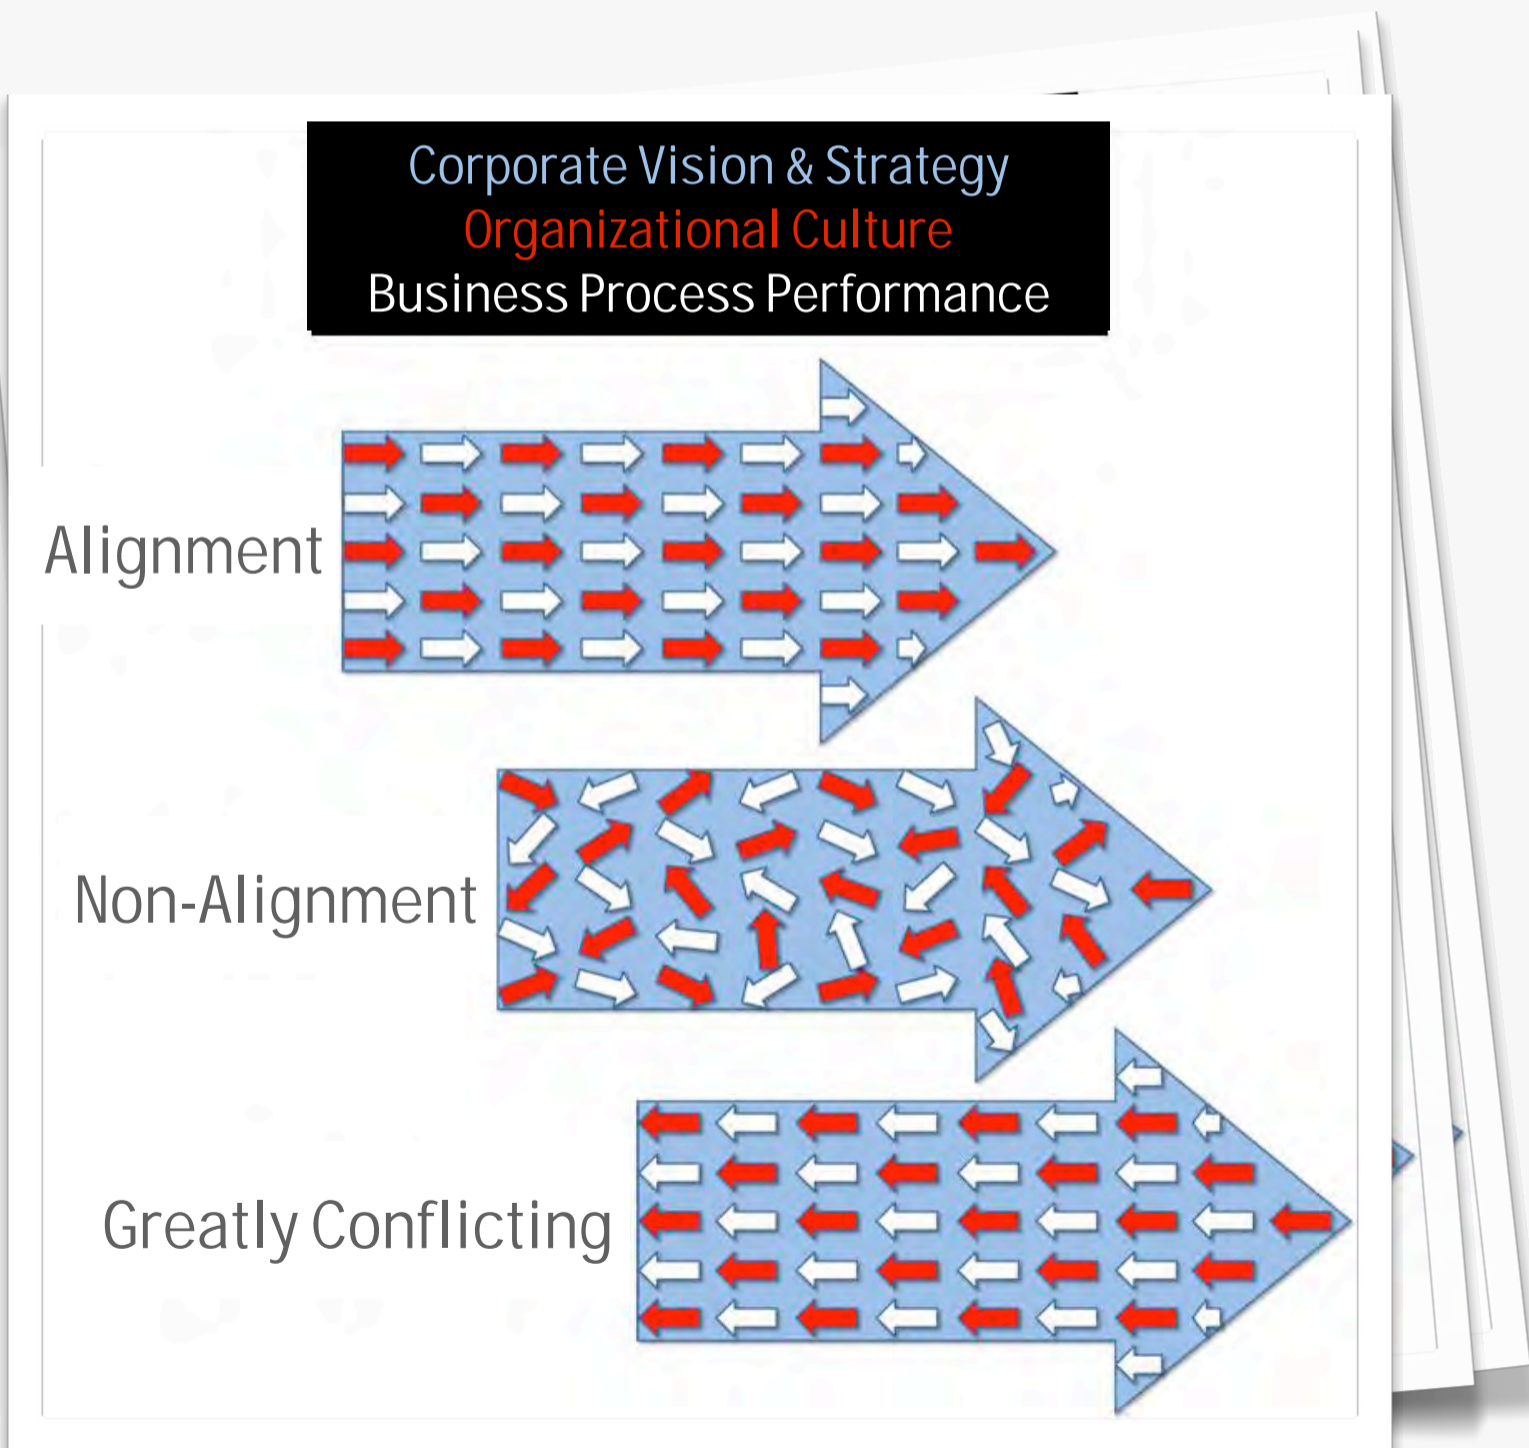 Corporate Vision & Strategy
Organizational Culture
Business Process Performance
Alignment
Non-Alignment
Greatly Conflicting